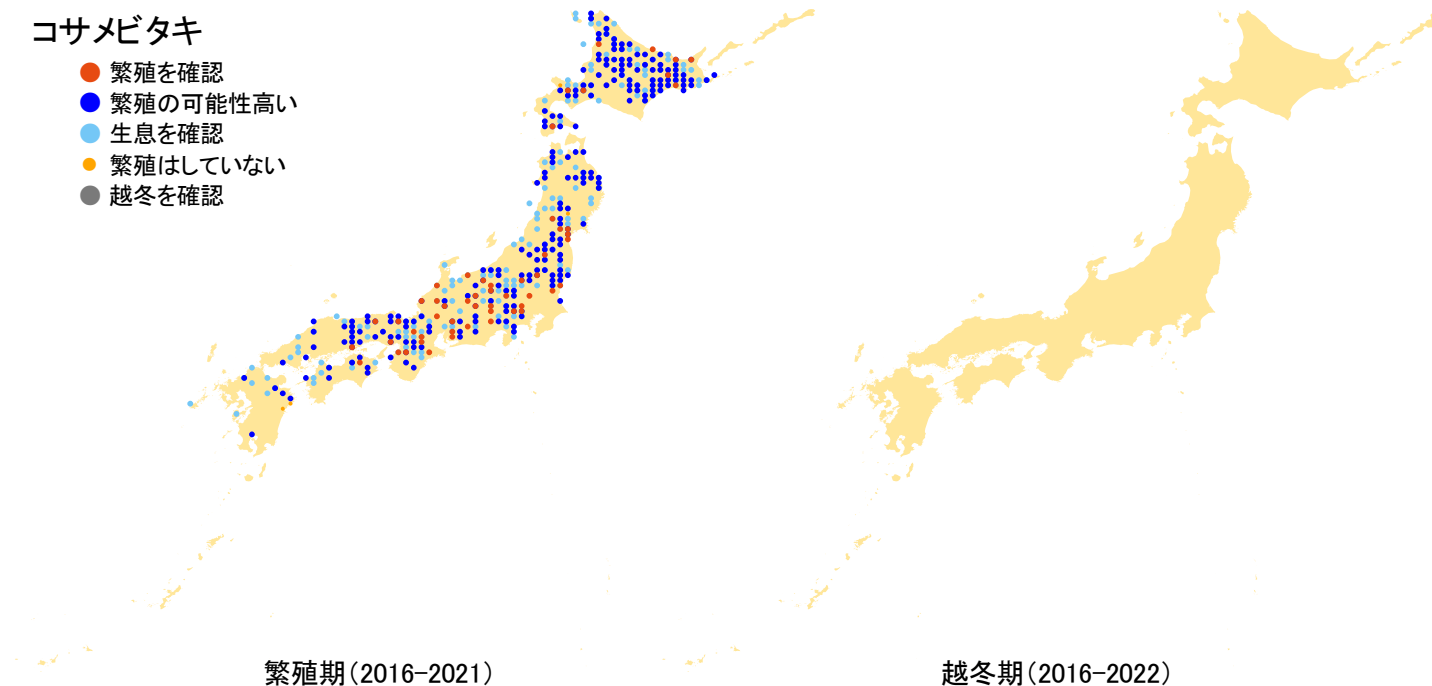 コサメビタキ
繁殖を確認
繁殖の可能性高い
生息を確認
繁殖はしていない
越冬を確認
繁殖期(2016-2021)
越冬期(2016-2022)